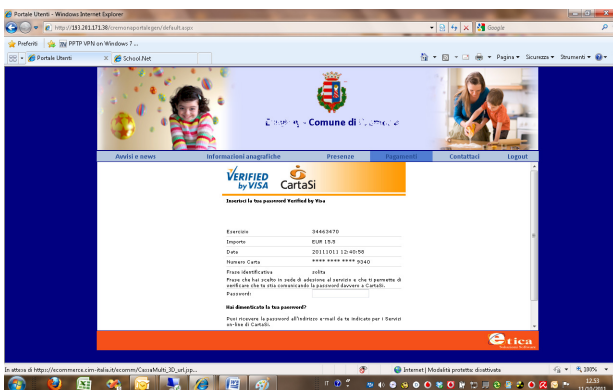 Portale Utenti - Windows Internet Explorer
http://193.201.171.38/cremonaportalegen/default.aspx
Google
Preferiti
PPTP VPN on Windows 7 ...
Portale Utenti
School.Net
Pagina
Sicurezza
Strumenti
Comune di
Avvisi e news
Informazioni anagrafiche
Presenze
Pagamenti
Contattaci
Logout
VERIFIED
by VISA
CartaSi
Inserisci la tua password Verified by Visa
Esercizio 34463670
Importo EUR 15.5
Data 20111011 12:40:58
Numero Carta **** **** **** 9340
Frase identificativa solita
Frase che hai scelto in sede di adesione al servizio e che ti permette di
verificare che tu stia comunicando la password davvero a CartaSi.
Password:
Hai dimenticato la tua password?
Puoi ricevere la password all'indirizzo e-mail da te indicato per i Servizi
on-line di CartaSi.
Etica
In attesa di https://ecommerce.cim-italia.it/ecomm/CassaMulti_3D_url.jsp...
Internet | Modalità protetta: disattivata
100%
IT
12:53
11/10/2011